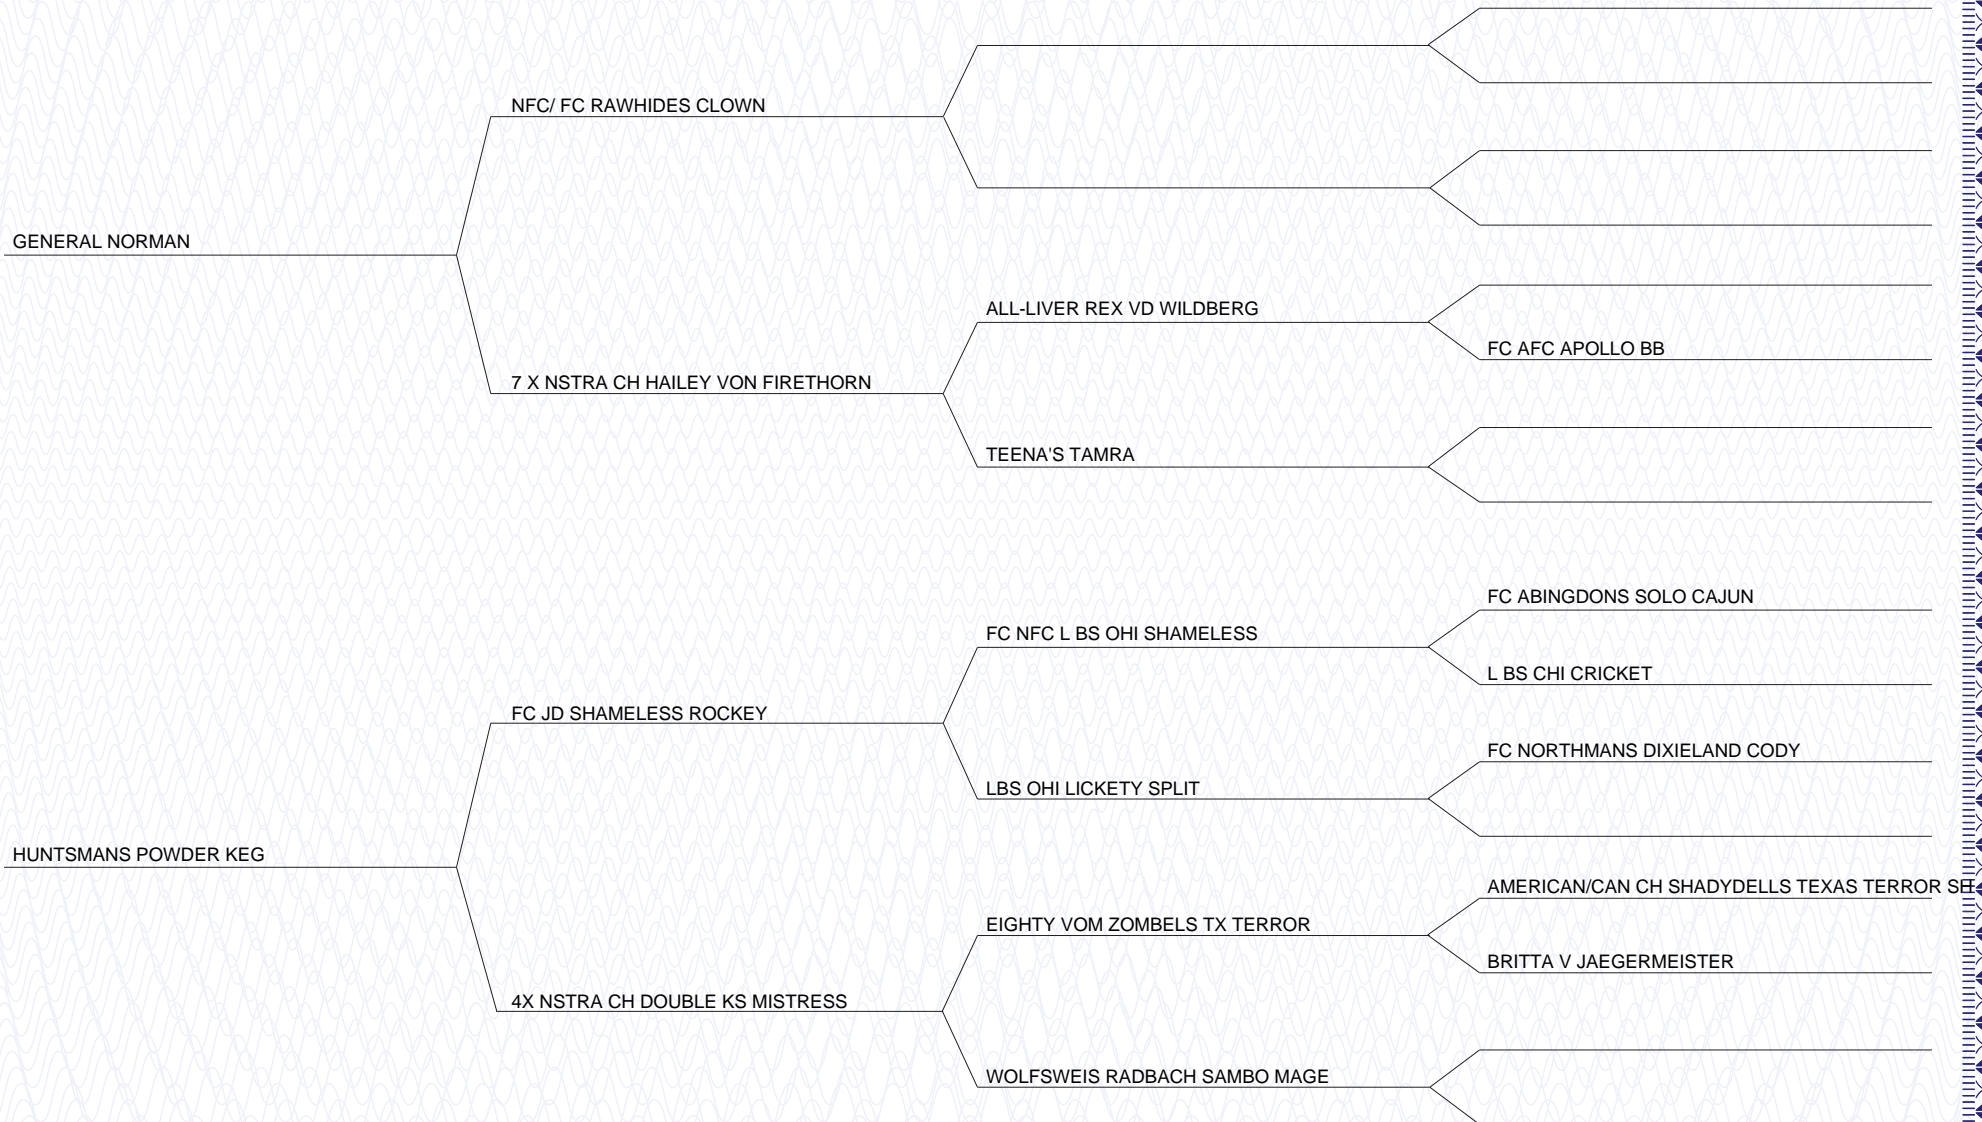 NFC/ FC RAWHIDES CLOWN
GENERAL NORMAN
ALL-LIVER REX VD WILDBERG
FC AFC APOLLO BB
7 X NSTRA CH HAILEY VON FIRETHORN
TEENA'S TAMRA
FC ABINGDONS SOLO CAJUN
FC NFC L BS OHI SHAMELESS
L BS CHI CRICKET
FC JD SHAMELESS ROCKEY
FC NORTHMANS DIXIELAND CODY
LBS OHI LICKETY SPLIT
HUNTSMANS POWDER KEG
AMERICAN/CAN CH SHADYDELLS TEXAS TERROR
EIGHTY VOM ZOMBELS TX TERROR
BRITTA V JAEGERMEISTER
4X NSTRA CH DOUBLE KS MISTRESS
WOLFSWEIS RADBACH SAMBO MAGE